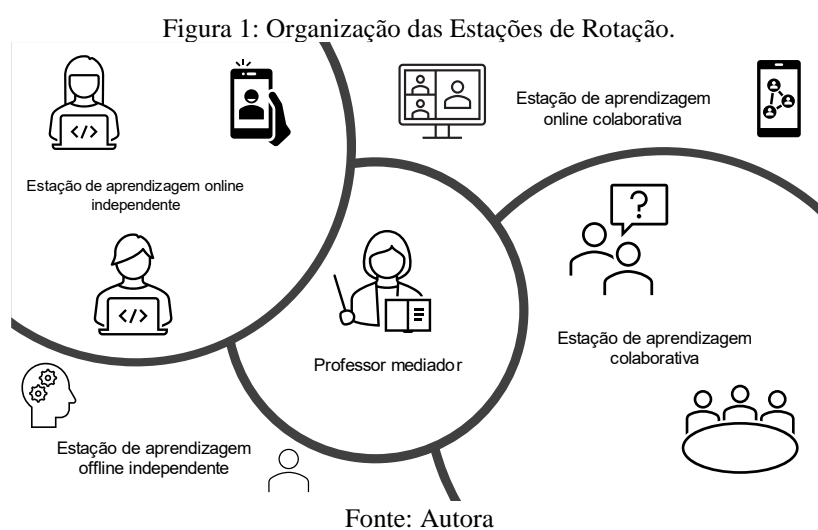 Figura 1: Organização das Estações de Rotação.
Estação de aprendizagem
online colaborativa
</>
Estação de aprendizagem online
independente
?
</>
Professor mediador
Estação de aprendizagem
colaborativa
Estação de aprendizagem
offline independente
Fonte: Autora